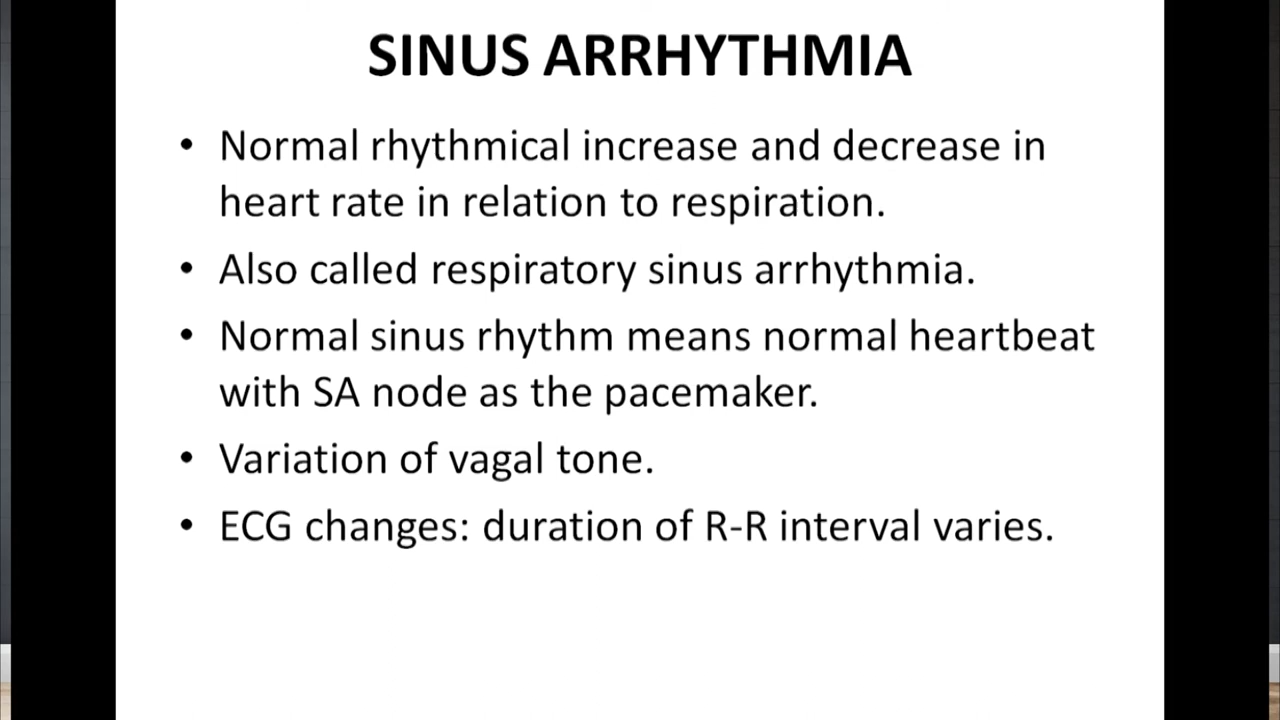 SINUS ARRHYTHMIA
• Normal rhythmical increase and decrease in
heart rate in relation to respiration.
• Also called respiratory sinus arrhythmia.
• Normal sinus rhythm means normal heartbeat
with SA node as the pacemaker.
• Variation of vagal tone.
• ECG changes: duration of R-R interval varies.